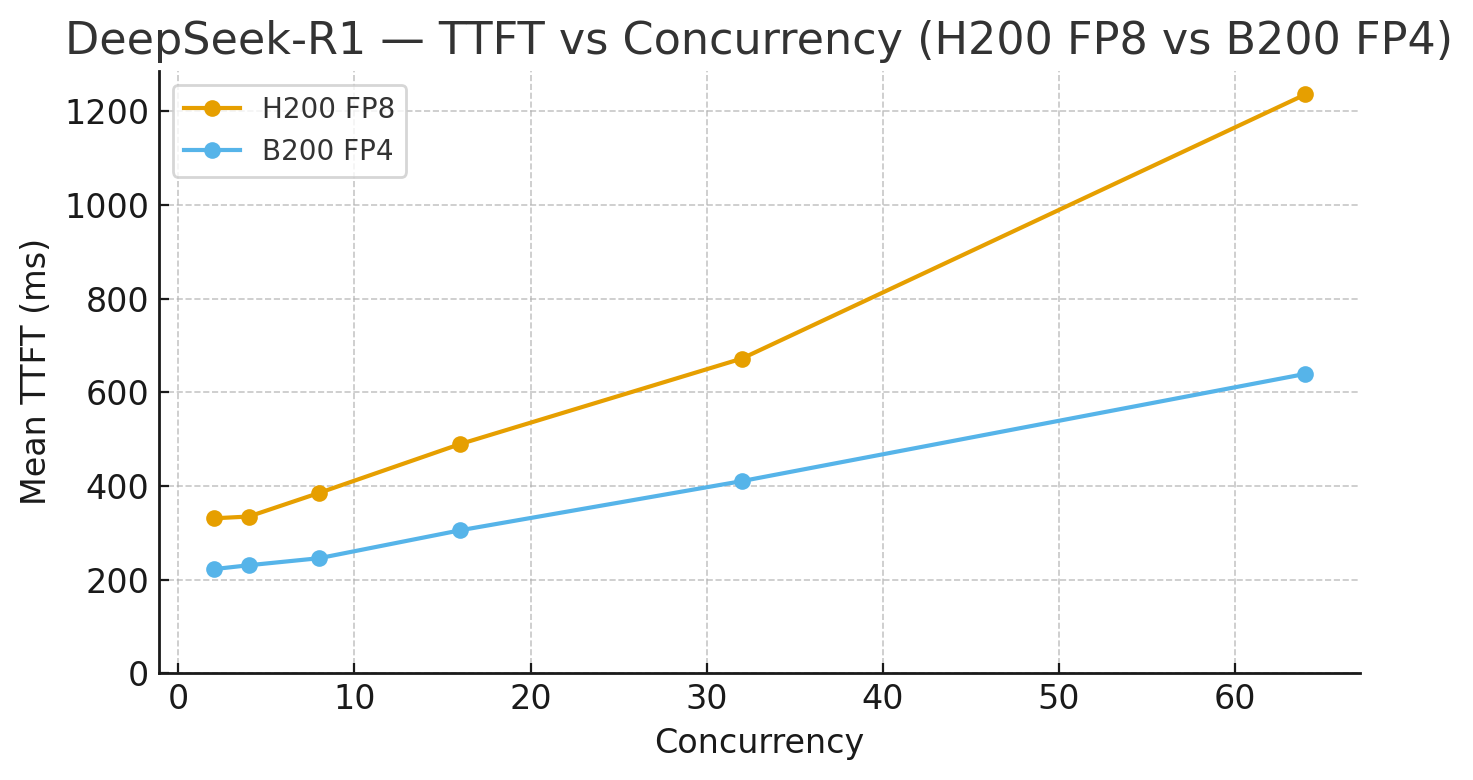 DeepSeek-R1 — TTFT vs Concurrency (H200 FP8 vs B200 FP4)
H200 FP8
B200 FP4
Mean TTFT (ms)
1200
1000
800
600
400
200
0
0 10 20 30 40 50 60
Concurrency